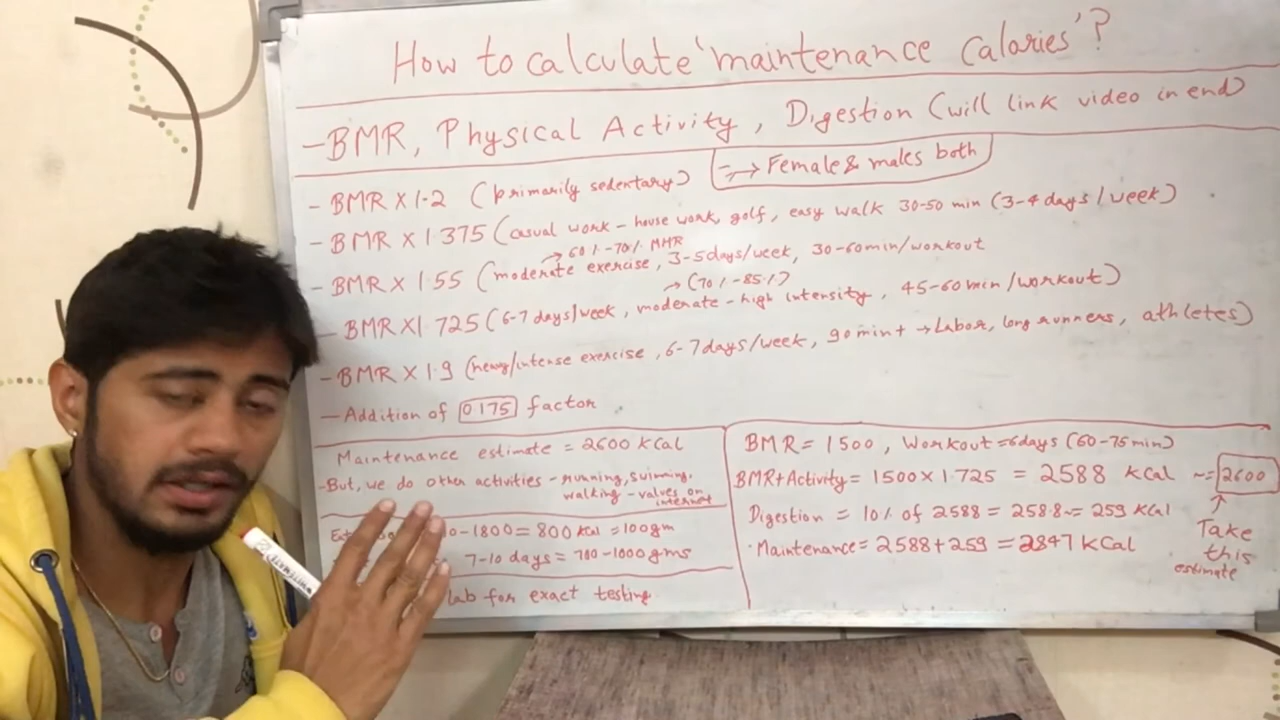 How to calculate 'maintenance Calories'?
- BMR, Physical Activity, Digestion (will link video in end)
→ Female & males both
- BMR X 1.2 (primarily sedentary)
- BMR X 1.375 (casual work - house work, golf, easy walk 30-50 min (3-4 days/week)
→ 60%-70% MHR
- BMR X 1.55 (moderate exercise, 3-5 days/week, 30-60 min/workout
→ (70%-85%)
- BMR X 1.725 (6-7 days/week, moderate-high intensity, 45-60 min/workout)
- BMR X 1.9 (heavy/intense exercise, 6-7 days/week, 90 min + → Labor, long runners, athletes)
- Addition of 0.175 factor
Maintenance estimate = 2600 kcal
- But, we do other activities - running, swimming,
walking - values on
internet
0-1800 = 800 kcal = 100gm
7-10 days = 700-1000 gms
lab for exact testing
BMR = 1500, Workout = 6 days (60-75 min)
BMR+Activity = 1500 X 1.725 = 2588 kcal ~= 2600
Digestion = 10% of 2588 = 258.8 ~= 259 kcal
Maintenance = 2588 + 259 = 2847 kcal
↑
Take
this
estimate